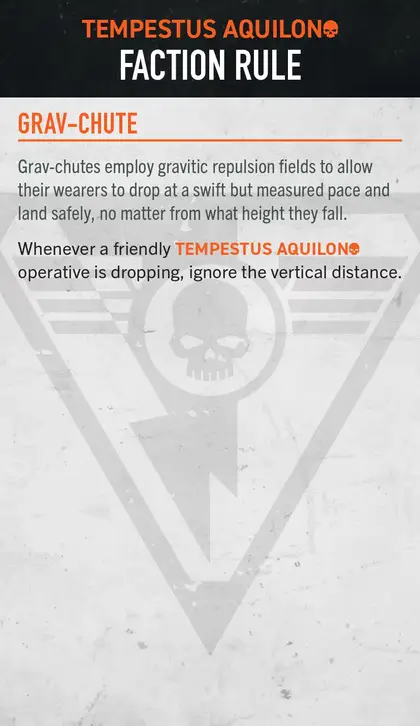 TEMPESTUS AQUILON
FACTION RULE
GRAV-CHUTE
Grav-chutes employ gravitic repulsion fields to allow
their wearers to drop at a swift but measured pace and
land safely, no matter from what height they fall.
Whenever a friendly TEMPESTUS AQUILON
operative is dropping, ignore the vertical distance.